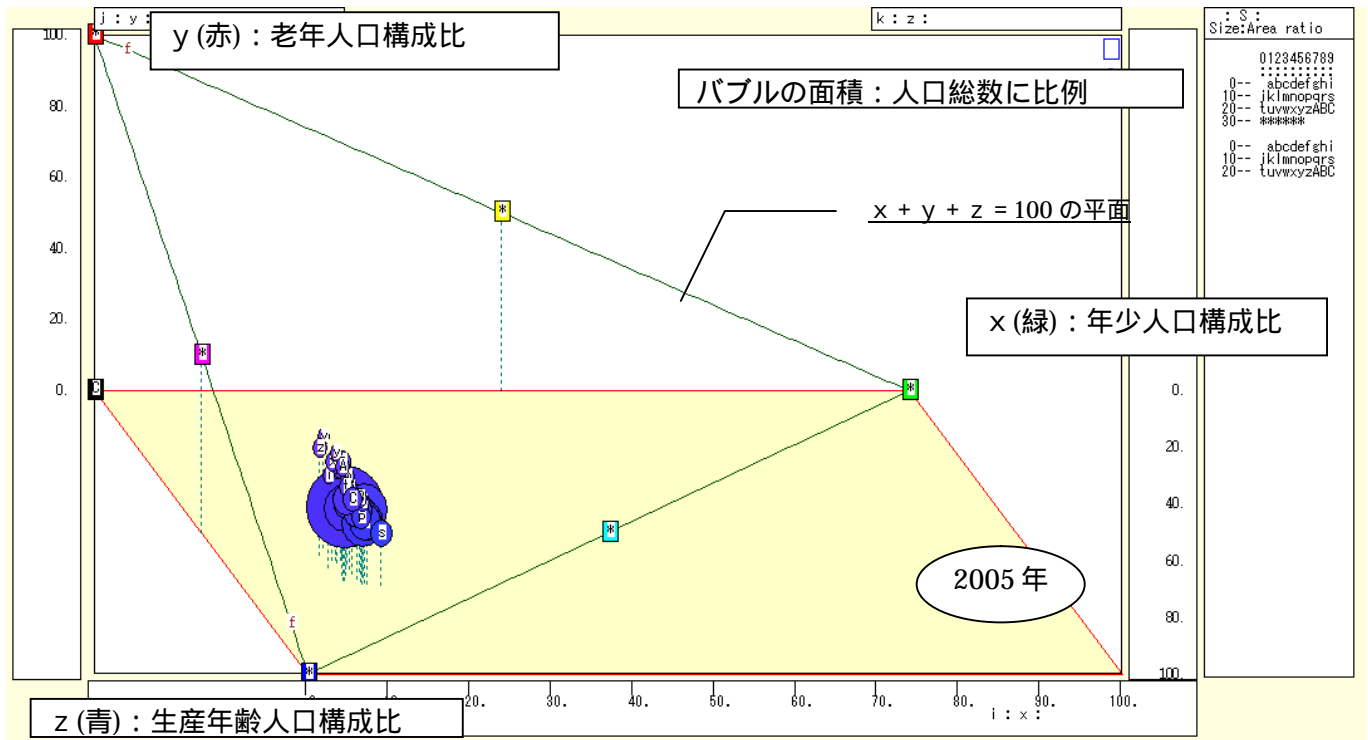 j : y :
y (赤) : 老年人口構成比
k : z :
: S :
Size:Area ratio
0123456789
: : : : : : : : : :
0-- abcdefghi
10-- jklmnopqrs
20-- tuvwxyzABC
30-- ******
0-- abcdefghi
10-- jklmnopqrs
20-- tuvwxyzABC
バブルの面積：人口総数に比例
100.
80.
60.
40.
20.
0.
*
f
*
x + y + z = 100 の平面
x (緑) : 年少人口構成比
*
C
*
0.
20.
40.
60.
80.
100.
z
A
C
P
s
*
2005 年
f
*
20.
30.
40.
50.
60.
70.
80.
90.
100.
i : x :
z (青) : 生産年齢人口構成比